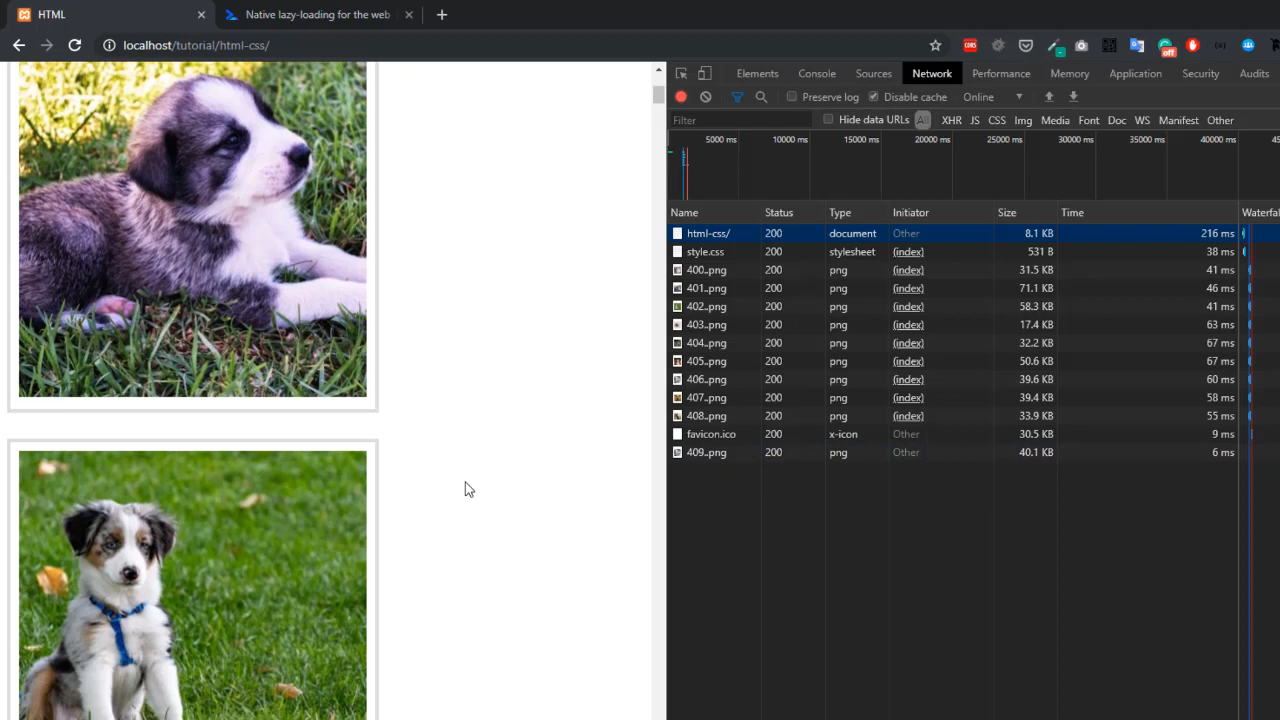 HTML
Native lazy-loading for the web
localhost/tutorial/html-css/
CORS
off
Elements Console Sources Network Performance Memory Application Security Audits
Preserve log Disable cache Online
Filter Hide data URLs All XHR JS CSS Img Media Font Doc WS Manifest Other
5000 ms 10000 ms 15000 ms 20000 ms 25000 ms 30000 ms 35000 ms 40000 ms
Name Status Type Initiator Size Time Waterfal
html-css/ 200 document Other 8.1 KB 216 ms
style.css 200 stylesheet (index) 531 B 38 ms
400..png 200 png (index) 31.5 KB 41 ms
401..png 200 png (index) 71.1 KB 46 ms
402..png 200 png (index) 58.3 KB 41 ms
403..png 200 png (index) 17.4 KB 63 ms
404..png 200 png (index) 32.2 KB 67 ms
405..png 200 png (index) 50.6 KB 67 ms
406..png 200 png (index) 39.6 KB 60 ms
407..png 200 png (index) 39.4 KB 58 ms
408..png 200 png (index) 33.9 KB 55 ms
favicon.ico 200 x-icon Other 30.5 KB 9 ms
409..png 200 png Other 40.1 KB 6 ms